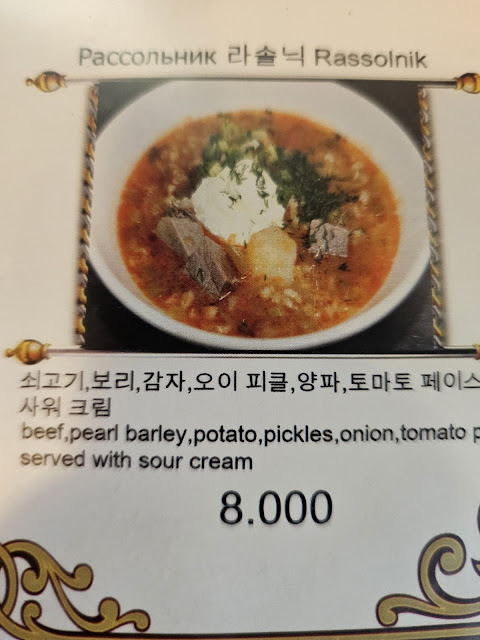 Рассольник 라솔닉 Rassolnik
쇠고기,보리,감자,오이 피클,양파,토마토 페이스
사워 크림
beef,pearl barley,potato,pickles,onion,tomato p
served with sour cream
8.000